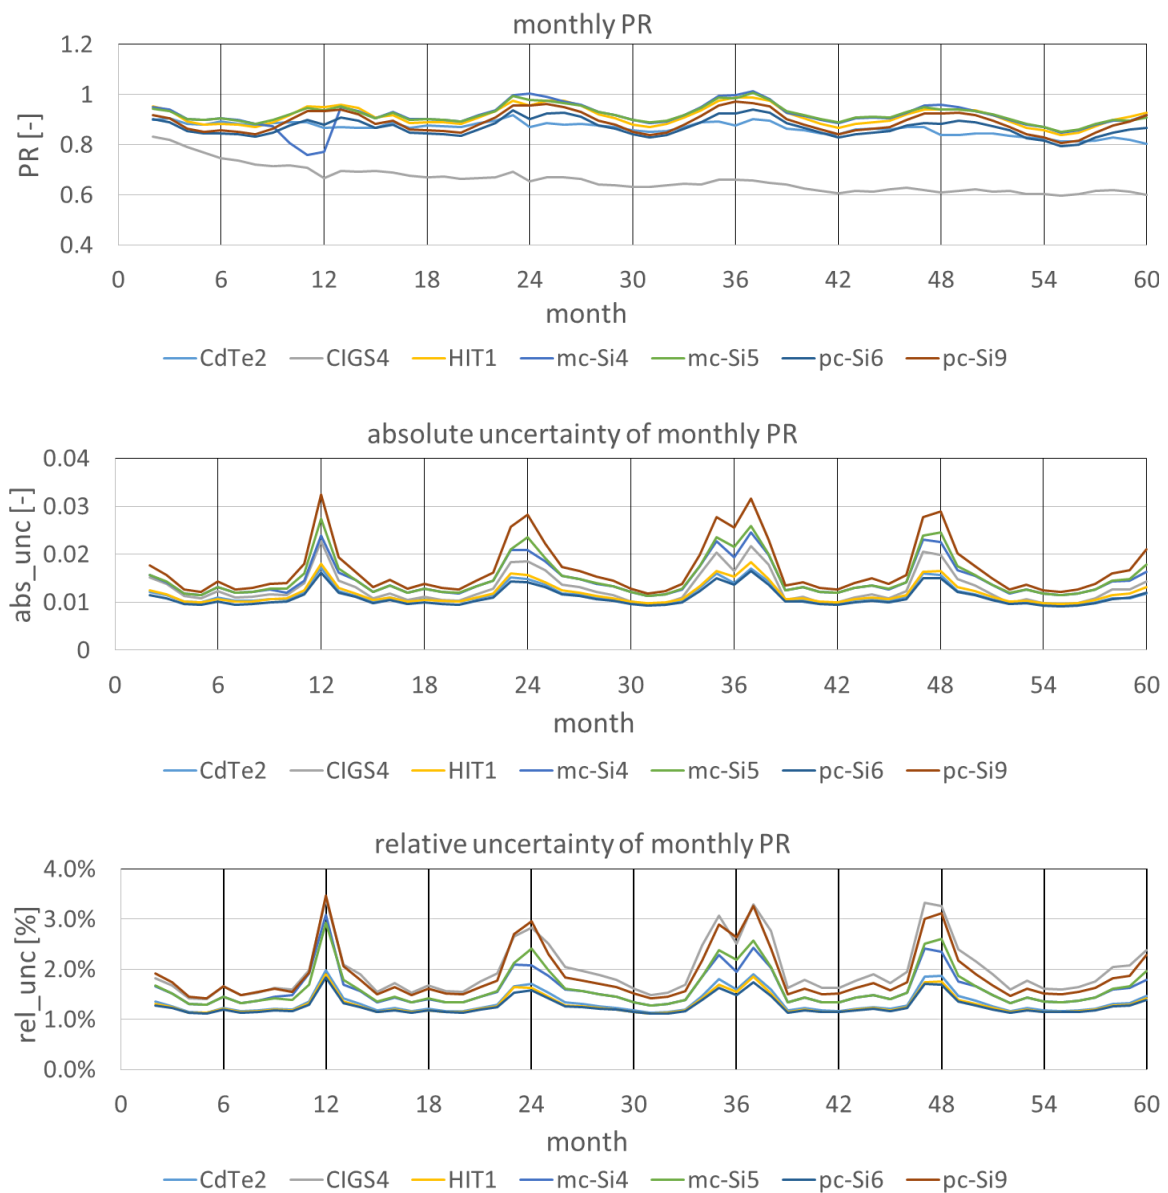 monthly PR
1.2
1
0.8
0.6
0.4
PR [-]
0 6 12 18 24 30 36 42 48 54 60
month
CdTe2 CIGS4 HIT1 mc-Si4 mc-Si5 pc-Si6 pc-Si9
absolute uncertainty of monthly PR
0.04
0.03
0.02
0.01
0
abs_unc [-]
0 6 12 18 24 30 36 42 48 54 60
month
CdTe2 CIGS4 HIT1 mc-Si4 mc-Si5 pc-Si6 pc-Si9
relative uncertainty of monthly PR
4.0%
3.0%
2.0%
1.0%
0.0%
rel_unc [%]
0 6 12 18 24 30 36 42 48 54 60
month
CdTe2 CIGS4 HIT1 mc-Si4 mc-Si5 pc-Si6 pc-Si9